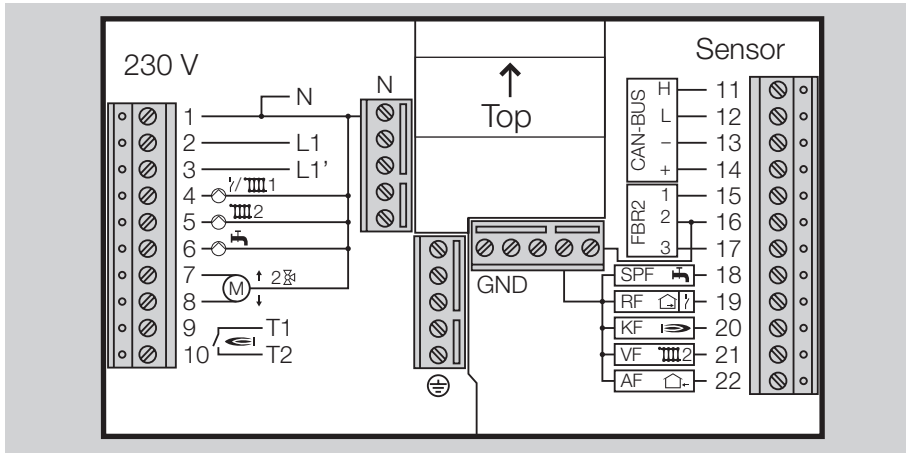 230 V
N
Top
Sensor
1 N
2 L1
3 L1’
4 1
5 2
6
7
8
M 2
9 T1
10 T2
GND
CAN-BUS
H 11
L 12
– 13
+ 14
FBR2
1 15
2 16
3 17
SPF 18
RF 19
KF 20
VF 2 21
AF 22